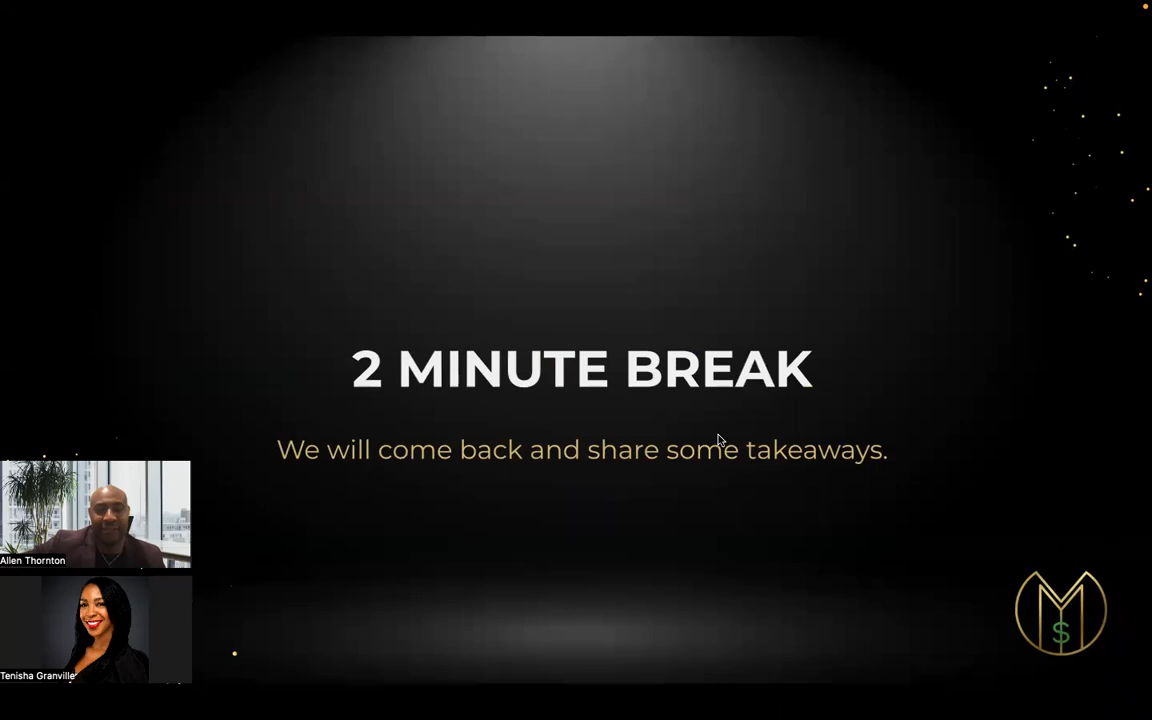 2 MINUTE BREAK
We will come back and share some takeaways.
Allen Thornton
Tenisha Granville
M
$